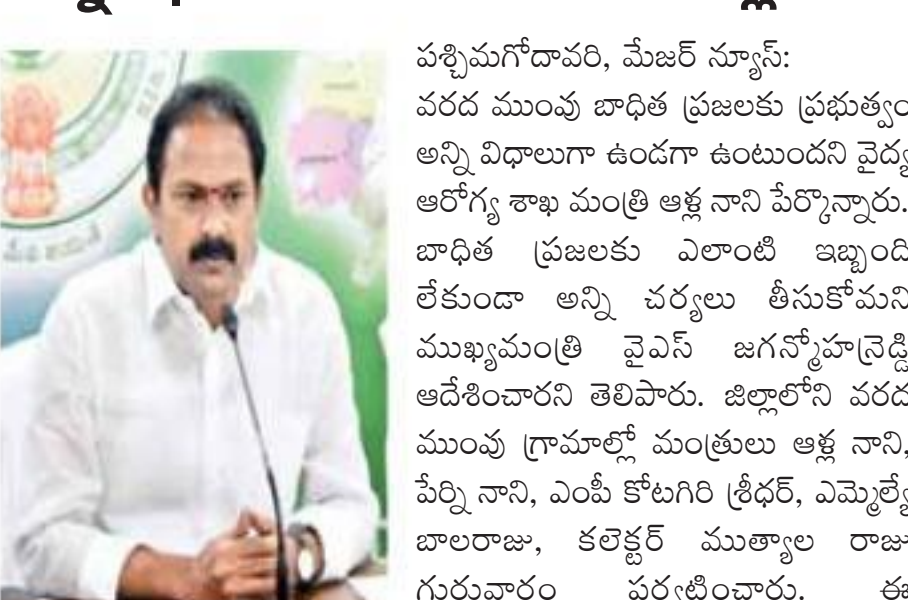 పశ్చిమగోదావరి, మేజర్ న్యూస్:
వరద ముంవు బాధిత ప్రజలకు ప్రభుత్వం
అన్ని విధాలుగా ఉండగా ఉంటుందని వైద్య
ఆరోగ్య శాఖ మంత్రి ఆళ్ల నాని పేర్కొన్నారు.
బాధిత ప్రజలకు ఎలాంటి ఇబ్బంది
లేకుండా అన్ని చర్యలు తీసుకోమని
ముఖ్యమంత్రి వైఎస్ జగన్మోహన్రెడ్డి
ఆదేశించారని తెలిపారు. జిల్లాలోని వరద
ముంవు గ్రామాల్లో మంత్రులు ఆళ్ల నాని,
పేర్ని నాని, ఎంపీ కోటగిరి శ్రీధర్, ఎమ్మెల్యే
బాలరాజు, కలెక్టర్ ముత్యాల రాజు
గురువారం పర్యటించారు. ఈ